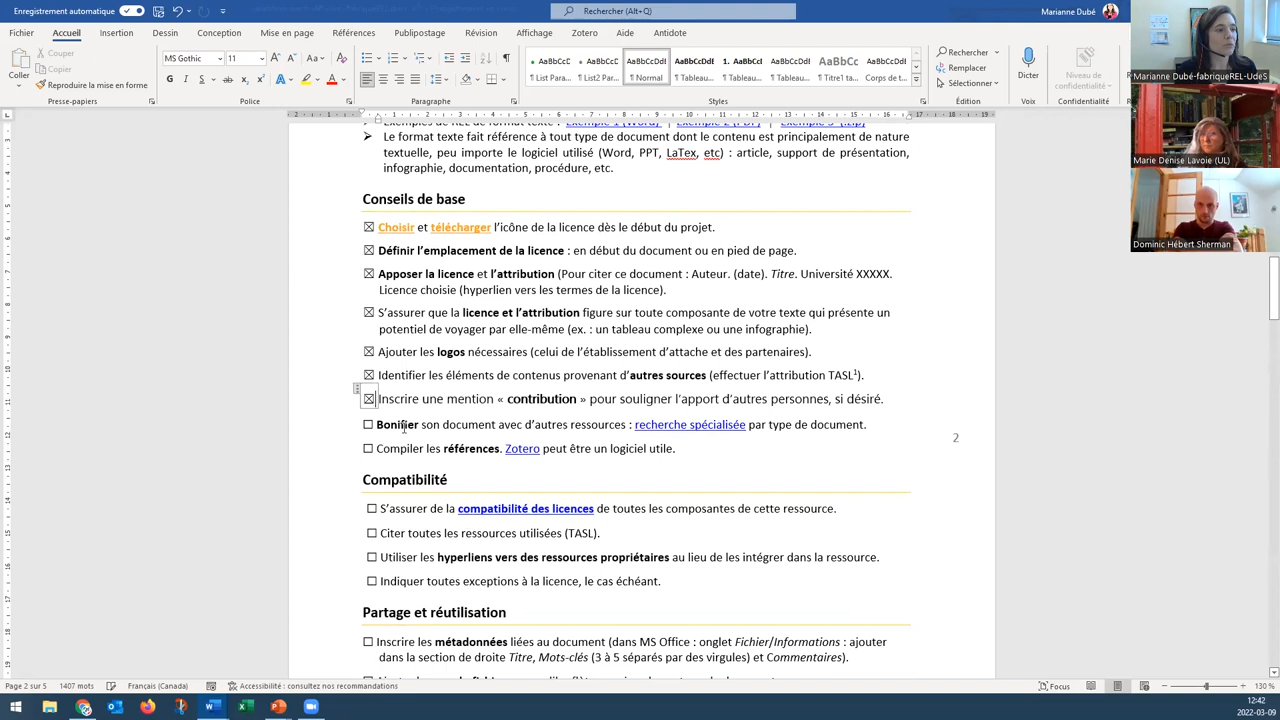 Enregistrement automatique
Rechercher (Alt+Q)
Marianne Dubé
Fichier Accueil Insertion Dessin Conception Mise en page Références Publipostage Révision Affichage Zotero Aide Antidote
Coller
Couper
Copier
Reproduire la mise en forme
Presse-papiers
MS Gothic 11
Police
Paragraphe
AaBbCcDc List Para...
AaBbCcDc List2 Par...
AaBbCcDc ¶ Normal
AaBbCc ¶ Tableau...
1. AaBb ¶ Tableau...
AaBbCcDc ¶ Tableau...
AaBbCc ¶ Titre1 ta...
AaBbCcDc Corps de t...
Styles
Rechercher
Remplacer
Sélectionner
Édition
Dicter
Voix
Niveau de confidentialité
Confidentialité
Le format texte fait référence à tout type de document dont le contenu est principalement de nature
textuelle, peu importe le logiciel utilisé (Word, PPT, LaTex, etc) : article, support de présentation,
infographie, documentation, procédure, etc.
Conseils de base
☒ Choisir et télécharger l'icône de la licence dès le début du projet.
☒ Définir l'emplacement de la licence : en début du document ou en pied de page.
☒ Apposer la licence et l'attribution (Pour citer ce document : Auteur. (date). Titre. Université XXXXX.
Licence choisie (hyperlien vers les termes de la licence).
☒ S'assurer que la licence et l'attribution figure sur toute composante de votre texte qui présente un
potentiel de voyager par elle-même (ex. : un tableau complexe ou une infographie).
☒ Ajouter les logos nécessaires (celui de l'établissement d'attache et des partenaires).
☒ Identifier les éléments de contenus provenant d'autres sources (effectuer l'attribution TASL1).
☒ Inscrire une mention « contribution » pour souligner l'apport d'autres personnes, si désiré.
☐ Bonifier son document avec d'autres ressources : recherche spécialisée par type de document.
2
☐ Compiler les références. Zotero peut être un logiciel utile.
Compatibilité
☐ S'assurer de la compatibilité des licences de toutes les composantes de cette ressource.
☐ Citer toutes les ressources utilisées (TASL).
☐ Utiliser les hyperliens vers des ressources propriétaires au lieu de les intégrer dans la ressource.
☐ Indiquer toutes exceptions à la licence, le cas échéant.
Partage et réutilisation
☐ Inscrire les métadonnées liées au document (dans MS Office : onglet Fichier/Informations : ajouter
dans la section de droite Titre, Mots-clés (3 à 5 séparés par des virgules) et Commentaires).
Marianne Dubé-fabriqueREL-UdeS
Marie Denise Lavoie (UL)
Dominic Hébert Sherman
Page 2 sur 5 1407 mots Français (Canada) Accessibilité : consultez nos recommandations
Focus
130 %
12:42
2022-03-09